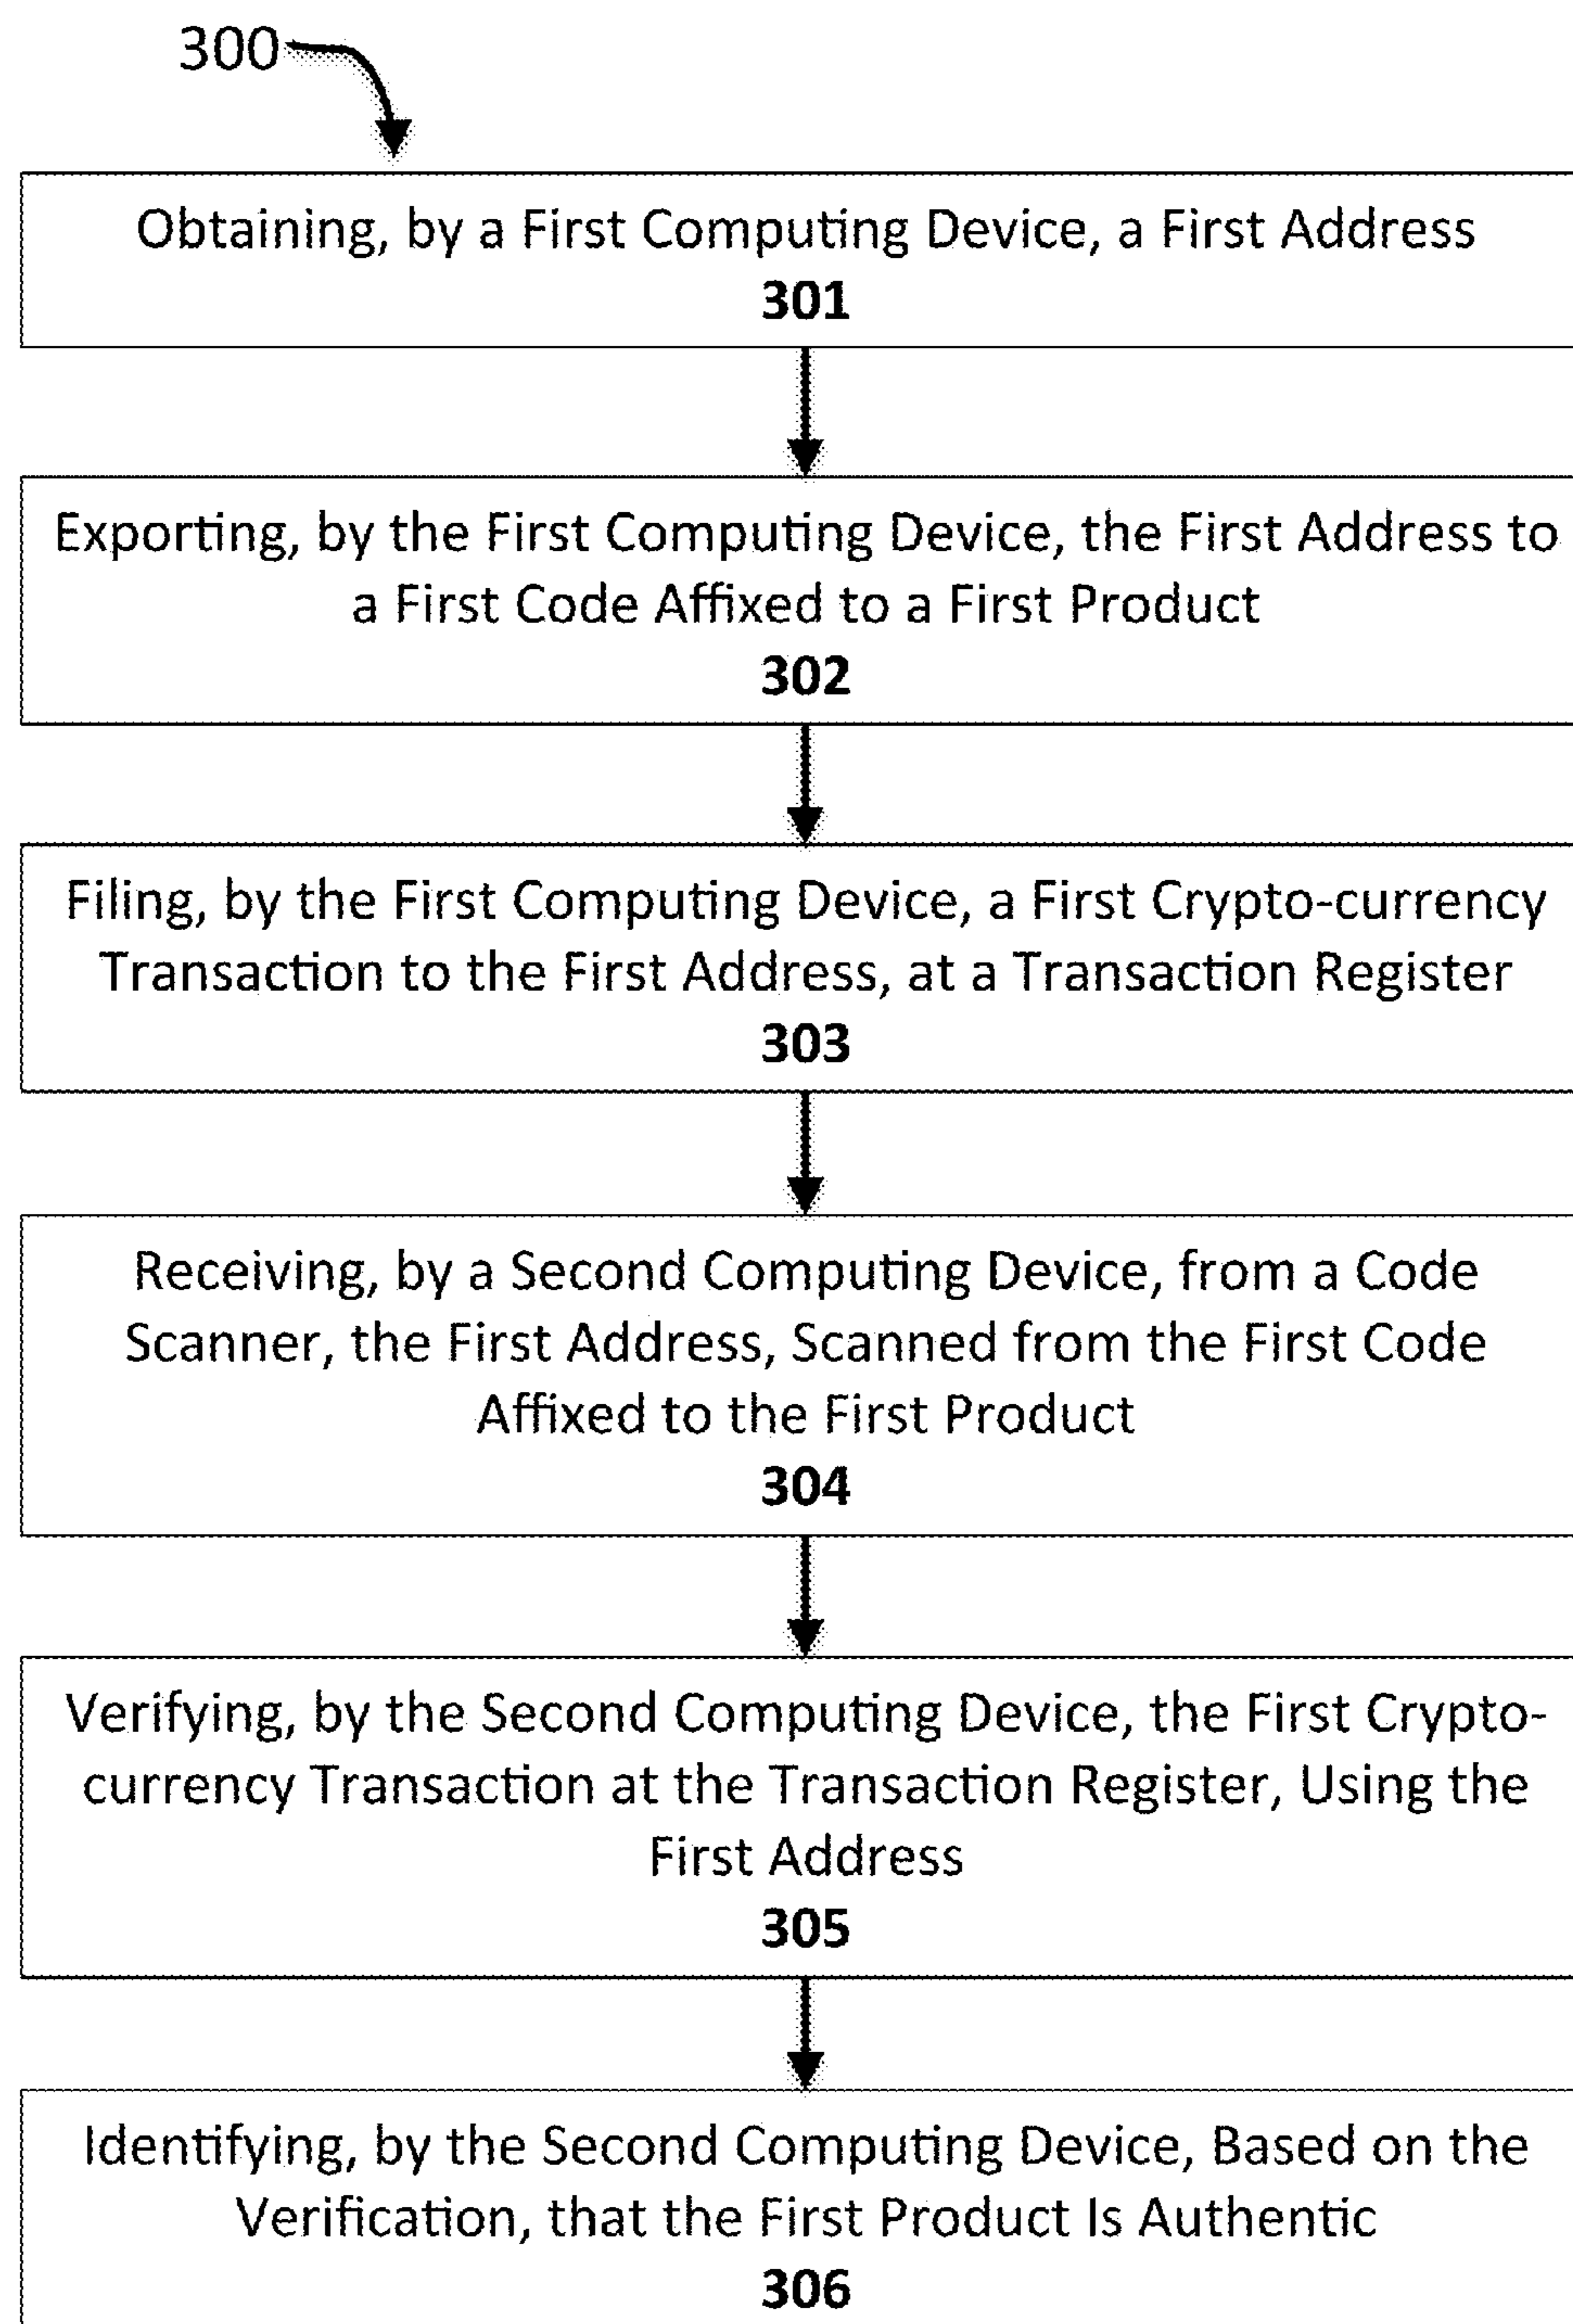 300
Obtaining, by a First Computing Device, a First Address
301
Exporting, by the First Computing Device, the First Address to
a First Code Affixed to a First Product
302
Filing, by the First Computing Device, a First Crypto-currency
Transaction to the First Address, at a Transaction Register
303
Receiving, by a Second Computing Device, from a Code
Scanner, the First Address, Scanned from the First Code
Affixed to the First Product
304
Verifying, by the Second Computing Device, the First Crypto-
currency Transaction at the Transaction Register, Using the
First Address
305
Identifying, by the Second Computing Device, Based on the
Verification, that the First Product Is Authentic
306